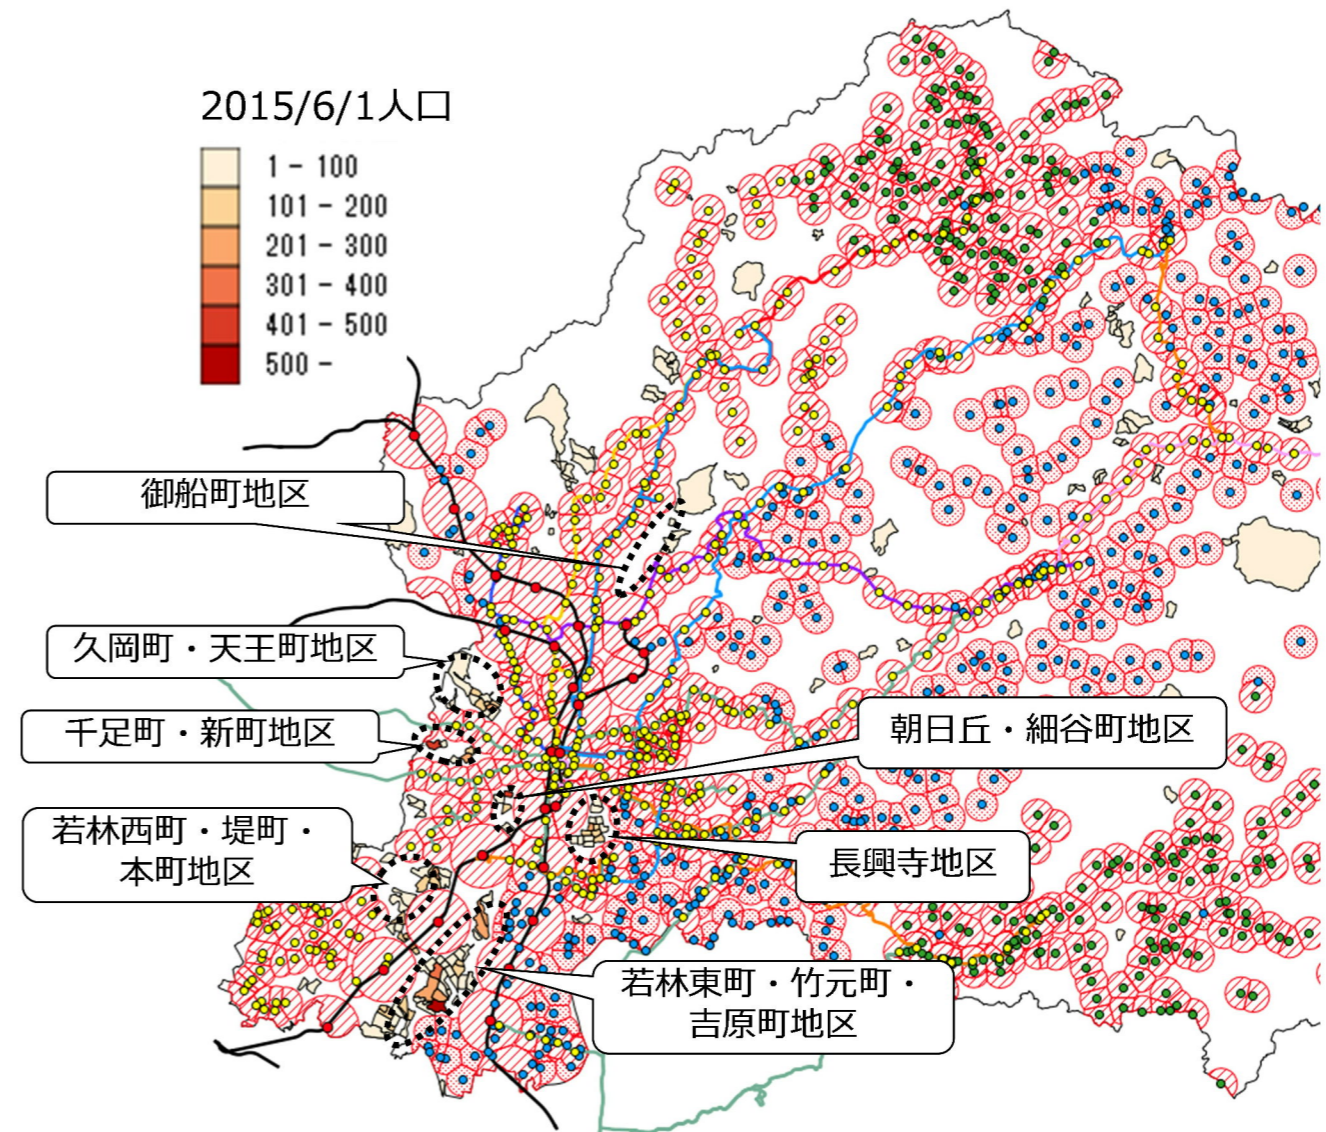 2015/6/1人口
1 - 100
101 - 200
201 - 300
301 - 400
401 - 500
500 -
御船町地区
久岡町・天王町地区
千足町・新町地区
朝日丘・細谷町地区
若林西町・堤町・
本町地区
長興寺地区
若林東町・竹元町・
吉原町地区